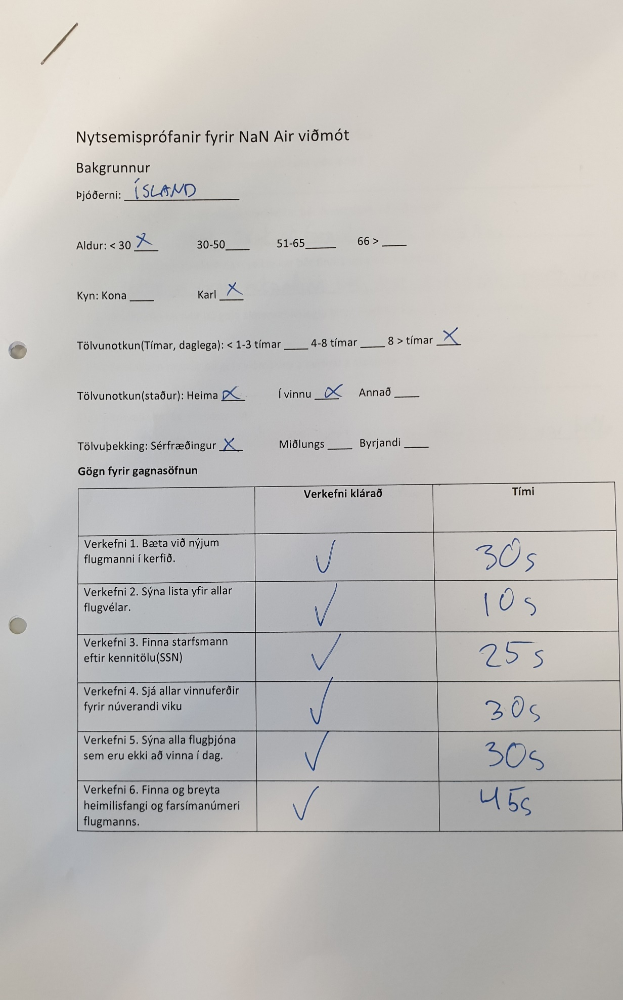 Nytsemisprófanir fyrir NaN Air viðmót
Bakgrunnur
Þjóðerni: ÍSLAND
Aldur: < 30 X 30-50____ 51-65____ 66 > ____
Kyn: Kona ____ Karl X
Tölvunotkun(Tímar, daglega): < 1-3 tímar ____ 4-8 tímar ____ 8 > tímar X
Tölvunotkun(staður): Heima X Í vinnu X Annað ____
Tölvuþekking: Sérfræðingur X Miðlungs ____ Byrjandi ____
Gögn fyrir gagnasöfnun
Verkefni klárað Tími
Verkefni 1. Bæta við nýjum
flugmanni í kerfið. ✓ 30s
Verkefni 2. Sýna lista yfir allar
flugvélar. ✓ 10s
Verkefni 3. Finna starfsmann
eftir kennitölu(SSN) ✓ 25s
Verkefni 4. Sjá allar vinnuferðir
fyrir núverandi viku ✓ 30s
Verkefni 5. Sýna alla flugþjóna
sem eru ekki að vinna í dag. ✓ 30s
Verkefni 6. Finna og breyta
heimilisfangi og farsímanúmeri ✓ 45s
flugmanns.